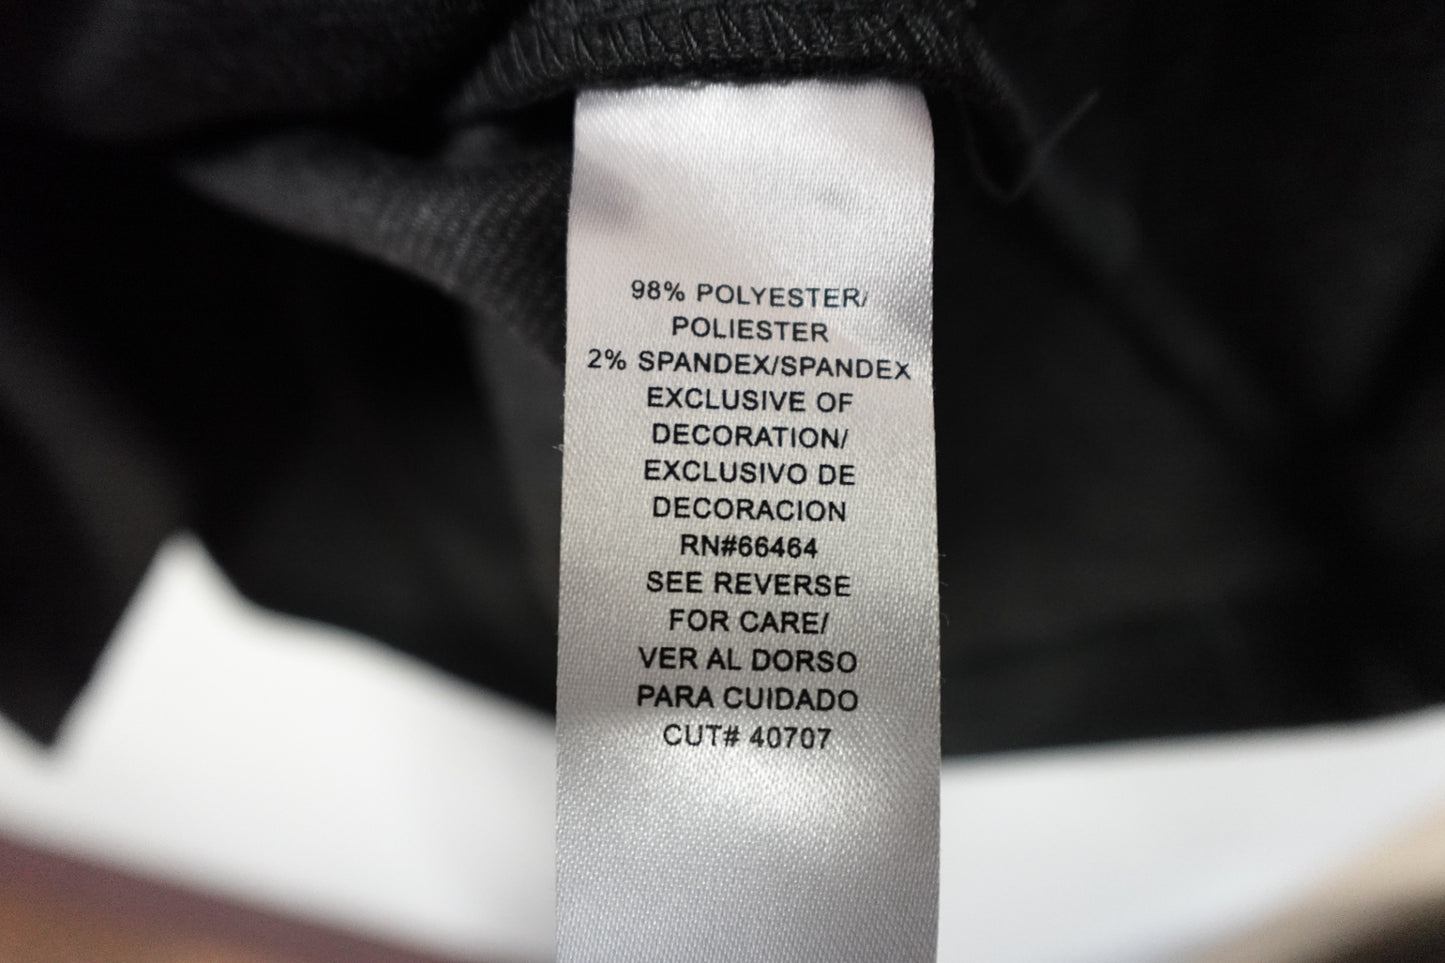 98% POLYESTER/
POLIESTER
2% SPANDEX/SPANDEX
EXCLUSIVE OF
DECORATION/
EXCLUSIVO DE
DECORACION
RN#66464
SEE REVERSE
FOR CARE/
VER AL DORSO
PARA CUIDADO
CUT# 40707